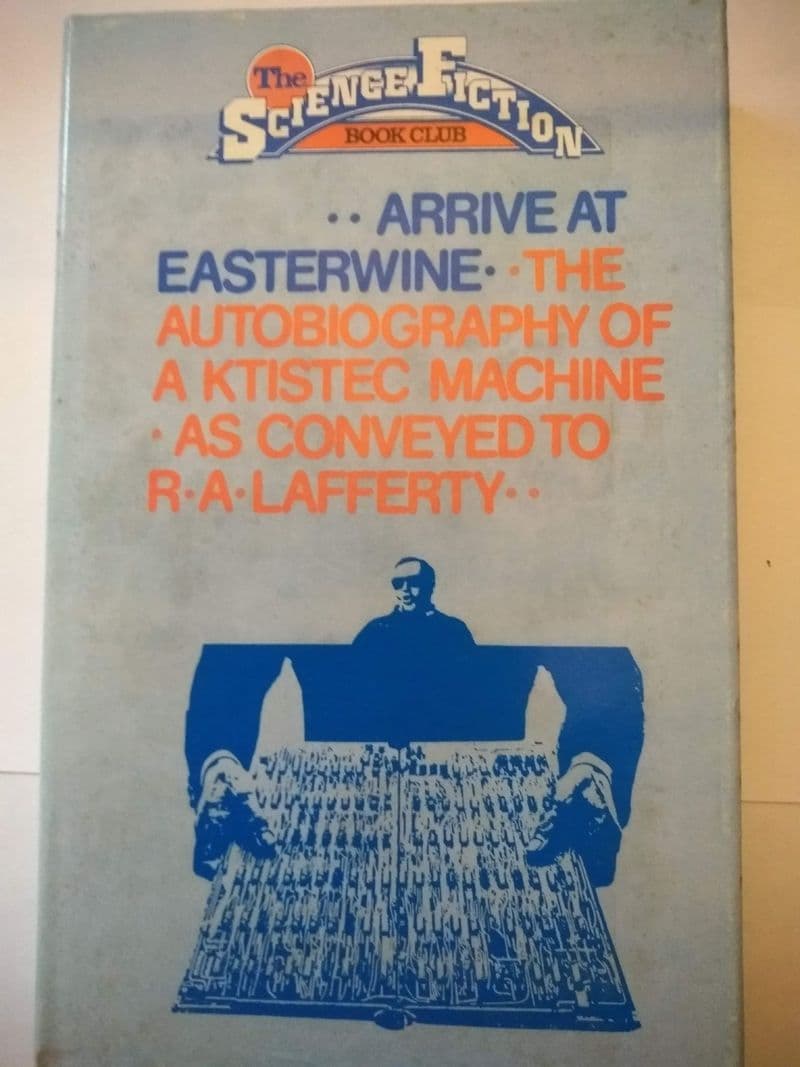 The
SCIENCE FICTION
BOOK CLUB
·· ARRIVE AT
EASTERWINE· ·THE
AUTOBIOGRAPHY OF
A KTISTEC MACHINE
· AS CONVEYED TO
R·A·LAFFERTY··